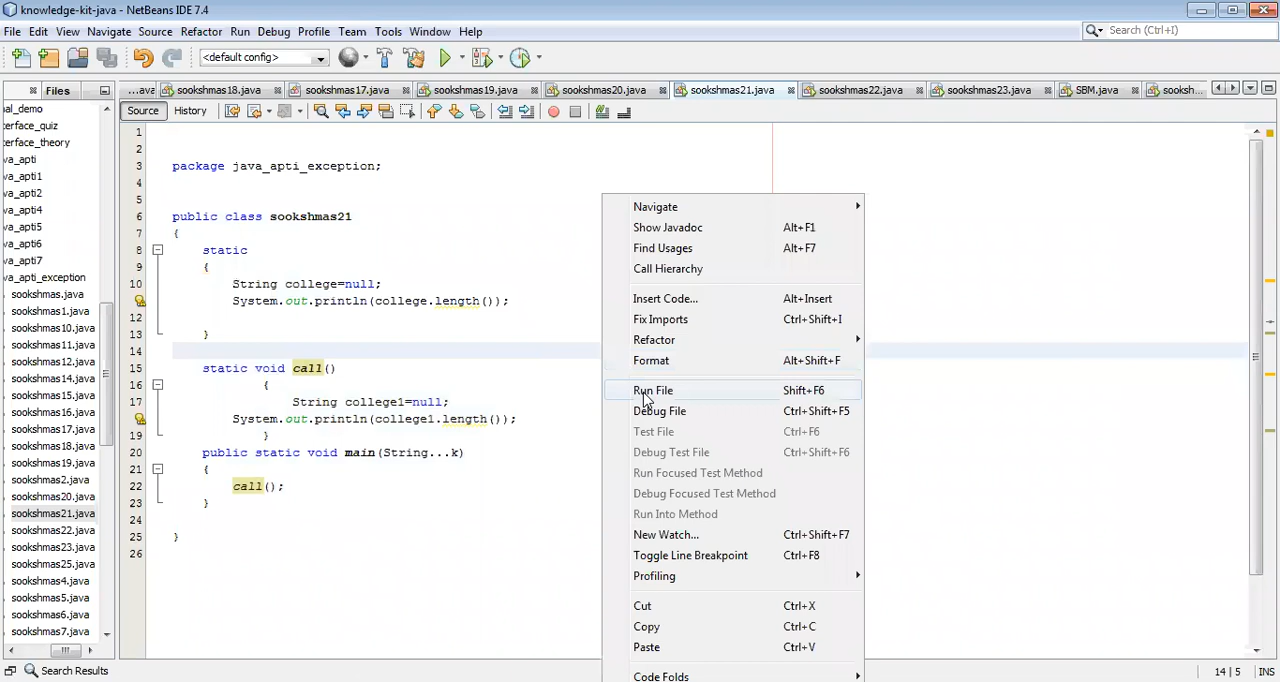 knowledge-kit-java - NetBeans IDE 7.4
File Edit View Navigate Source Refactor Run Debug Profile Team Tools Window Help
Search (Ctrl+I)
<default config>
Files
...ava sookshmas18.java sookshmas17.java sookshmas19.java sookshmas20.java sookshmas21.java sookshmas22.java sookshmas23.java SBM.java sooksh...
Source History
al_demo
terface_quiz
terface_theory
va_apti
va_apti1
va_apti2
va_apti4
va_apti5
va_apti6
va_apti7
va_apti_exception
sookshmas.java
sookshmas1.java
sookshmas10.java
sookshmas11.java
sookshmas12.java
sookshmas14.java
sookshmas15.java
sookshmas16.java
sookshmas17.java
sookshmas18.java
sookshmas19.java
sookshmas2.java
sookshmas20.java
sookshmas21.java
sookshmas22.java
sookshmas23.java
sookshmas25.java
sookshmas4.java
sookshmas5.java
sookshmas6.java
sookshmas7.java
1
2
3 package java_apti_exception;
4
5
6 public class sookshmas21
7 {
8 static
9 {
10 String college=null;
11 System.out.println(college.length());
12
13 }
14
15 static void call()
16 {
17 String college1=null;
18 System.out.println(college1.length());
19 }
20 public static void main(String...k)
21 {
22 call();
23 }
24
25 }
26
Navigate
Show Javadoc Alt+F1
Find Usages Alt+F7
Call Hierarchy
Insert Code... Alt+Insert
Fix Imports Ctrl+Shift+I
Refactor
Format Alt+Shift+F
Run File Shift+F6
Debug File Ctrl+Shift+F5
Test File Ctrl+F6
Debug Test File Ctrl+Shift+F6
Run Focused Test Method
Debug Focused Test Method
Run Into Method
New Watch... Ctrl+Shift+F7
Toggle Line Breakpoint Ctrl+F8
Profiling
Cut Ctrl+X
Copy Ctrl+C
Paste Ctrl+V
Code Folds
Search Results
14 | 5 INS